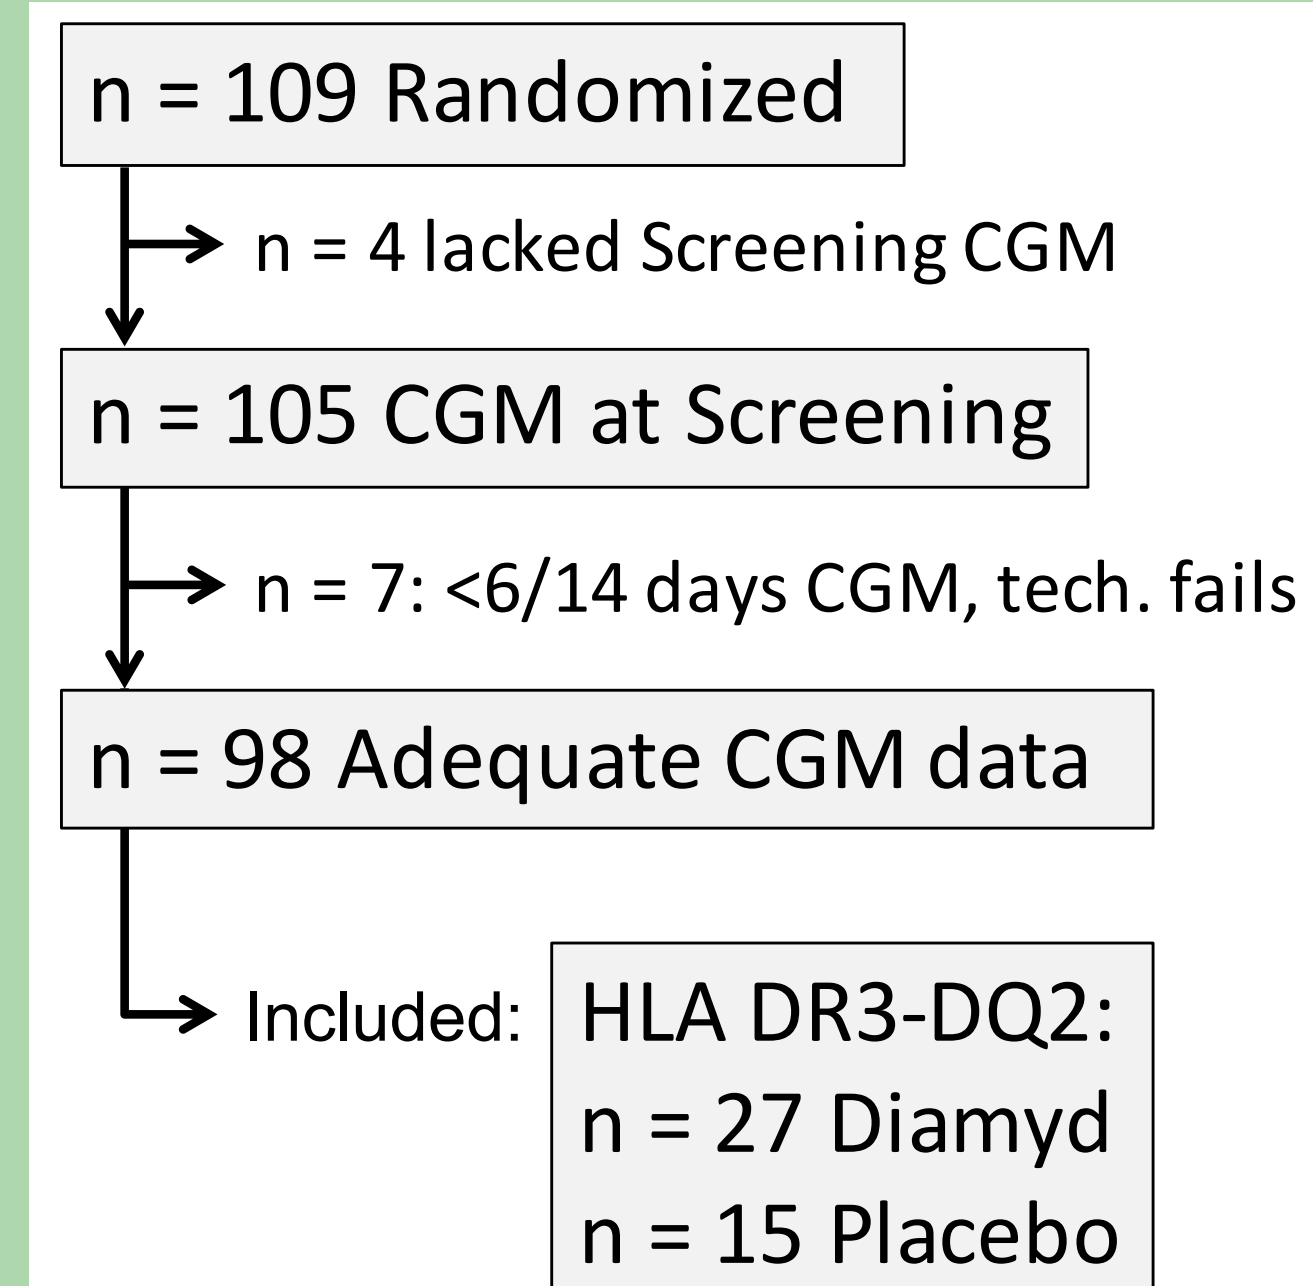 n = 109 Randomized
n = 4 lacked Screening CGM
n = 105 CGM at Screening
n = 7: <6/14 days CGM, tech. fails
n = 98 Adequate CGM data
Included:
HLA DR3-DQ2:
n = 27 Diamyd
n = 15 Placebo